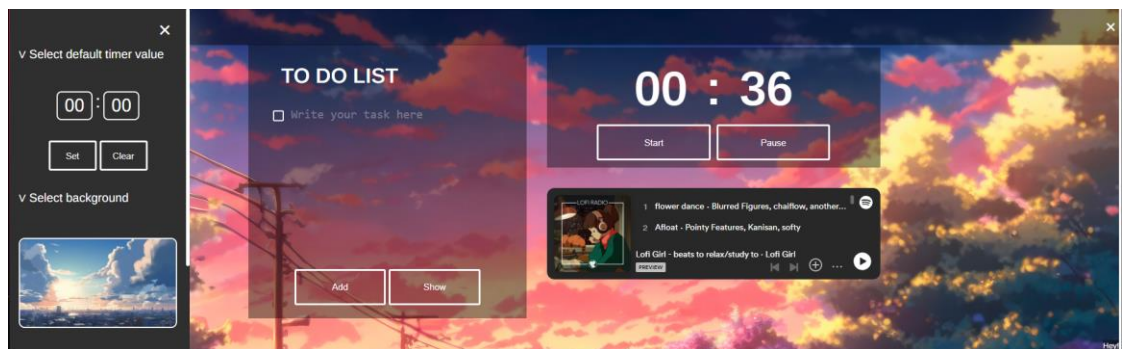 ✕
v Select default timer value
00 : 00
Set Clear
v Select background
TO DO LIST
Write your task here
Add Show
✕
00 : 36
Start Pause
LOFI RADIO
1 flower dance - Blurred Figures, chaiflow, another...
2 Afloat - Pointy Features, Kanisan, softy
Lofi Girl - beats to relax/study to - Lofi Girl
PREVIEW
Hey!